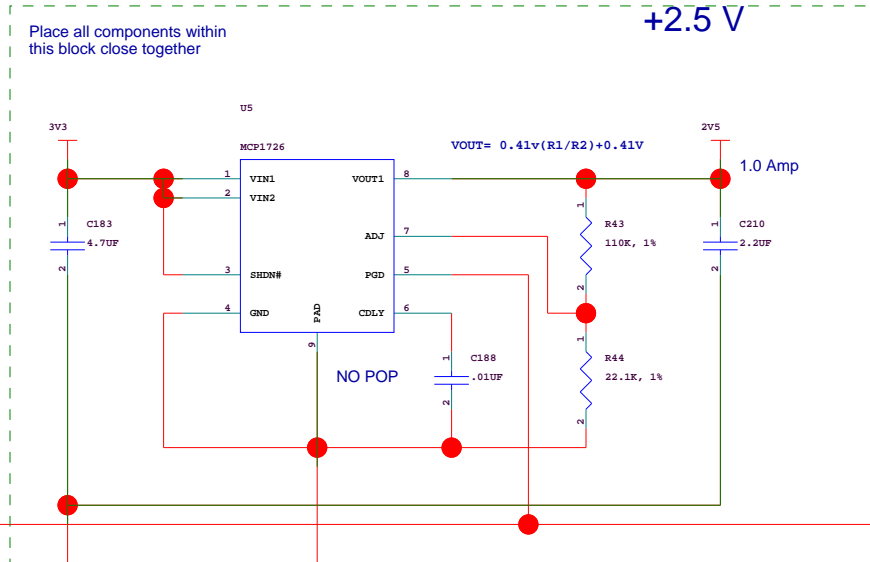 +2.5 V
Place all components within
this block close together
U5
3V3
2V5
MCP1726
VOUT= 0.41v(R1/R2)+0.41V
1.0 Amp
1 VIN1 VOUT1 8
2 VIN2
1 C183
4.7UF
2
ADJ 7
1 R43
110K, 1%
2
1 C210
2.2UF
2
3 SHDN# PGD 5
4 GND PAD CDLY 6
9
NO POP
1 C188
.01UF
2
1 R44
22.1K, 1%
2